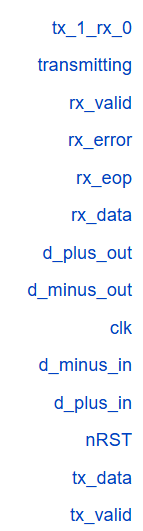 tx_1_rx_0
transmitting
rx_valid
rx_error
rx_eop
rx_data
d_plus_out
d_minus_out
clk
d_minus_in
d_plus_in
nRST
tx_data
tx_valid